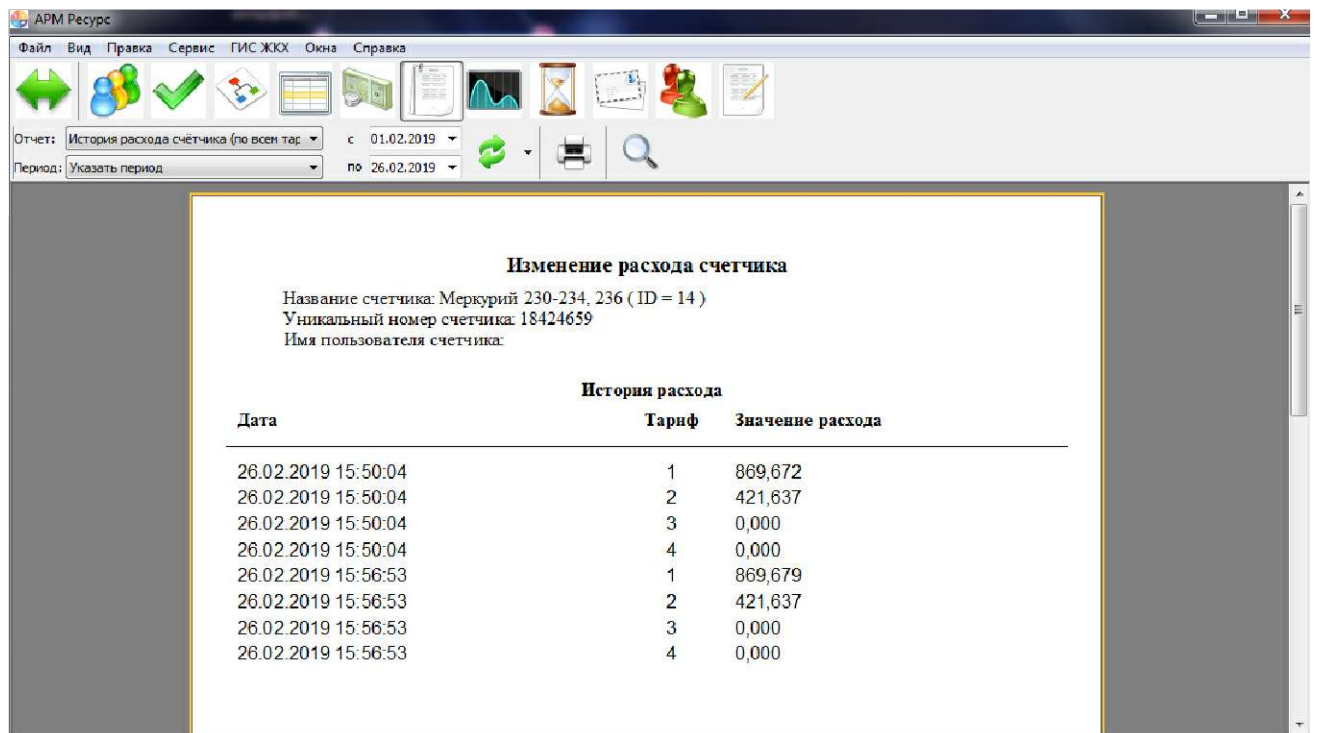 АРМ Ресурс
Файл Вид Правка Сервис ГИС ЖКХ Окна Справка
Отчет: История расхода счётчика (по всем тар с 01.02.2019
Период: Указать период по 26.02.2019
Изменение расхода счетчика
Название счетчика: Меркурий 230-234, 236 ( ID = 14 )
Уникальный номер счетчика: 18424659
Имя пользователя счетчика:
История расхода
Дата Тариф Значение расхода
26.02.2019 15:50:04 1 869,672
26.02.2019 15:50:04 2 421,637
26.02.2019 15:50:04 3 0,000
26.02.2019 15:50:04 4 0,000
26.02.2019 15:56:53 1 869,679
26.02.2019 15:56:53 2 421,637
26.02.2019 15:56:53 3 0,000
26.02.2019 15:56:53 4 0,000